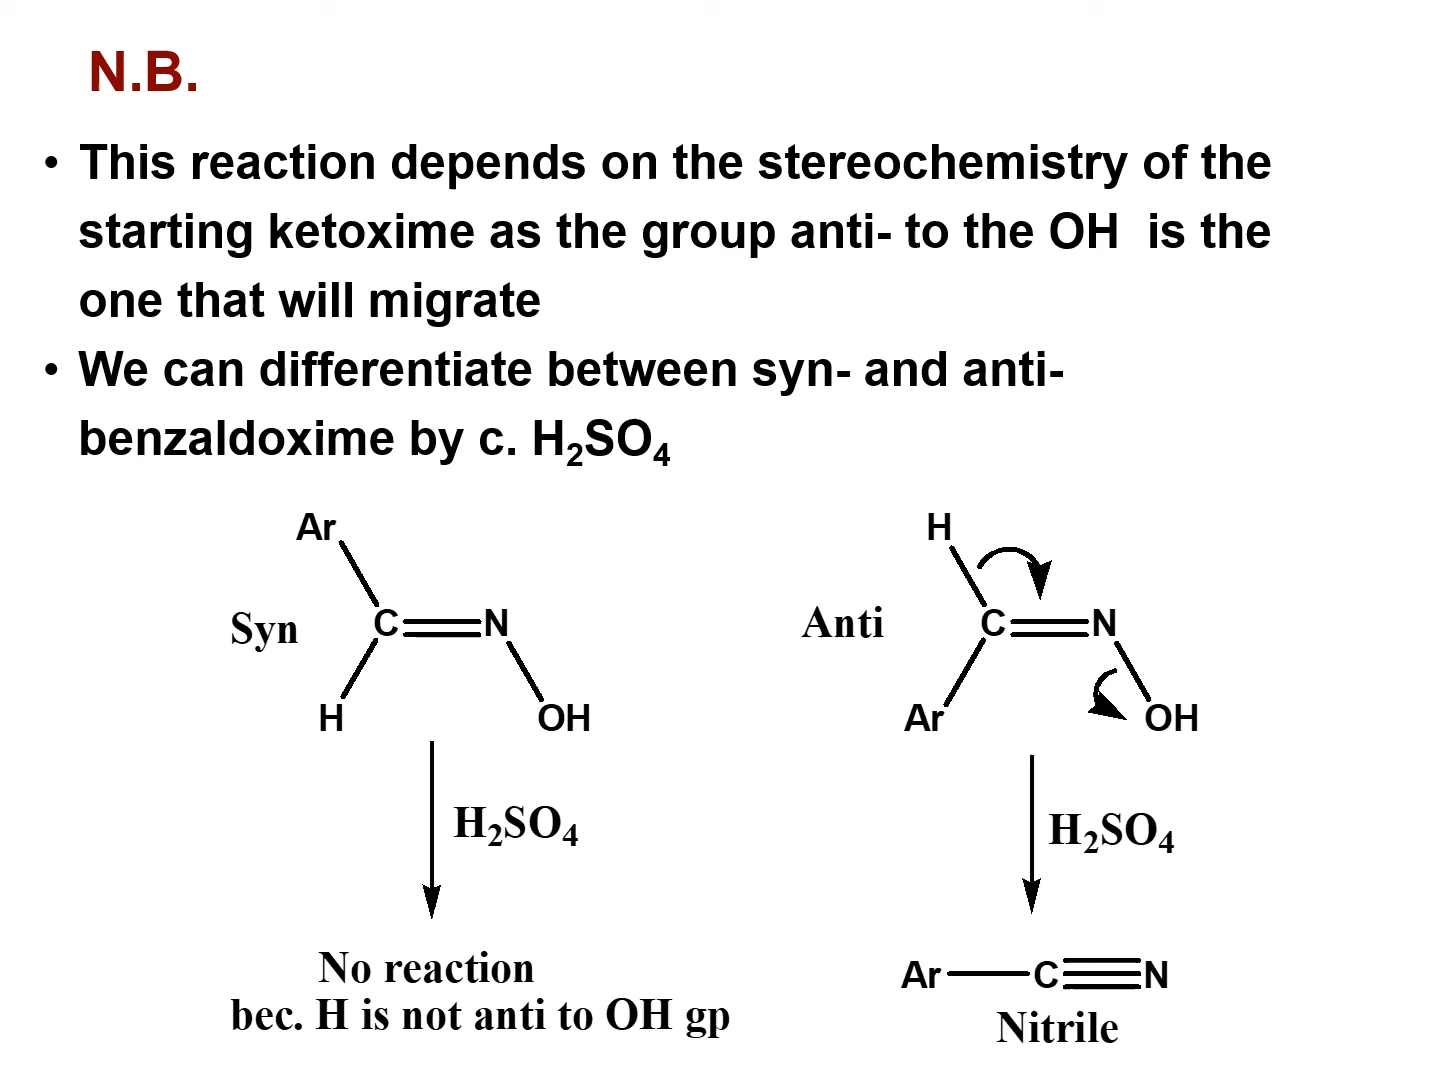 N.B.
• This reaction depends on the stereochemistry of the
starting ketoxime as the group anti- to the OH is the
one that will migrate
• We can differentiate between syn- and anti-
benzaldoxime by c. H₂SO₄
Ar
H
Syn
C
N
Anti
C
N
H
OH
Ar
OH
H₂SO₄
H₂SO₄
No reaction
bec. H is not anti to OH gp
Ar
C
N
Nitrile